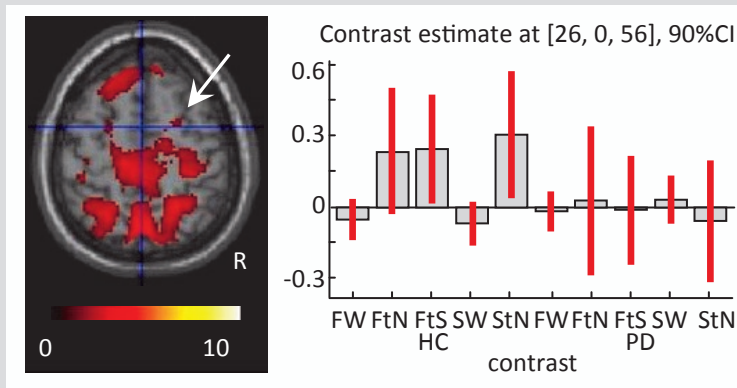 R
0 10
Contrast estimate at [26, 0, 56], 90%CI
0.6
0.3
0
-0.3
FW FtN FtS SW StN FW FtN FtS SW StN
HC PD
contrast